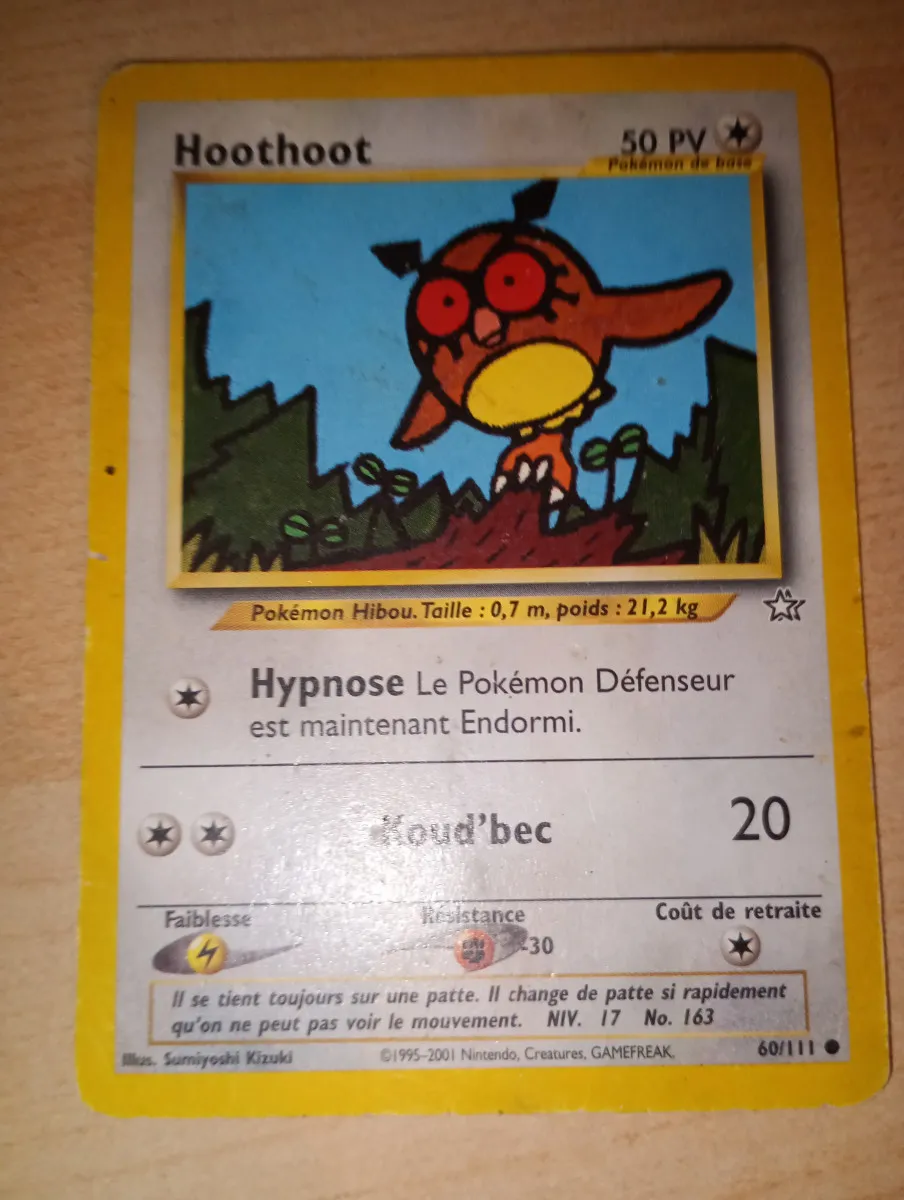 Hoothoot
50 PV
Pokémon de base
Pokémon Hibou. Taille : 0,7 m, poids : 21,2 kg
Hypnose Le Pokémon Défenseur
est maintenant Endormi.
Koud'bec
20
Faiblesse
Résistance
Coût de retraite
-30
Il se tient toujours sur une patte. Il change de patte si rapidement
qu'on ne peut pas voir le mouvement. NIV. 17 No. 163
Illus. Sumiyoshi Kizuki
©1995-2001 Nintendo, Creatures, GAMEFREAK.
60/111